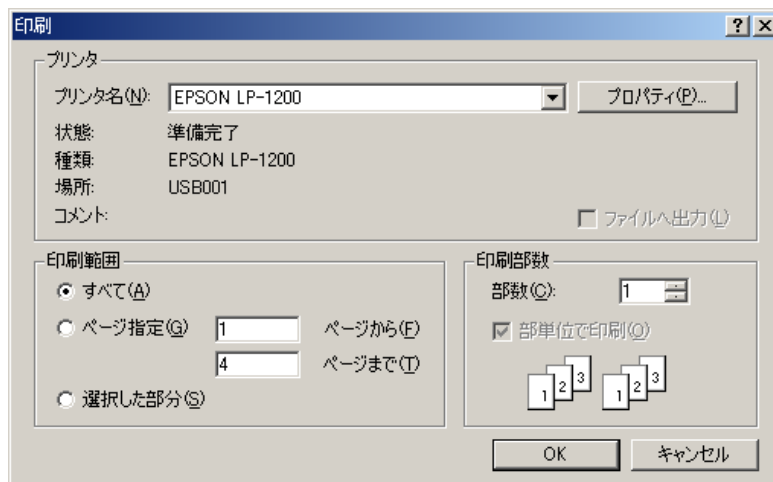 印刷
プリンタ
プリンタ名(N): EPSON LP-1200 プロパティ(P)...
状態: 準備完了
種類: EPSON LP-1200
場所: USB001
コメント: ファイルへ出力(L)
印刷範囲
すべて(A)
ページ指定(G) 1 ページから(F)
4 ページまで(T)
選択した部分(S)
印刷部数
部数(C): 1
部単位で印刷(O)
1 2 3 1 2 3
OK キャンセル